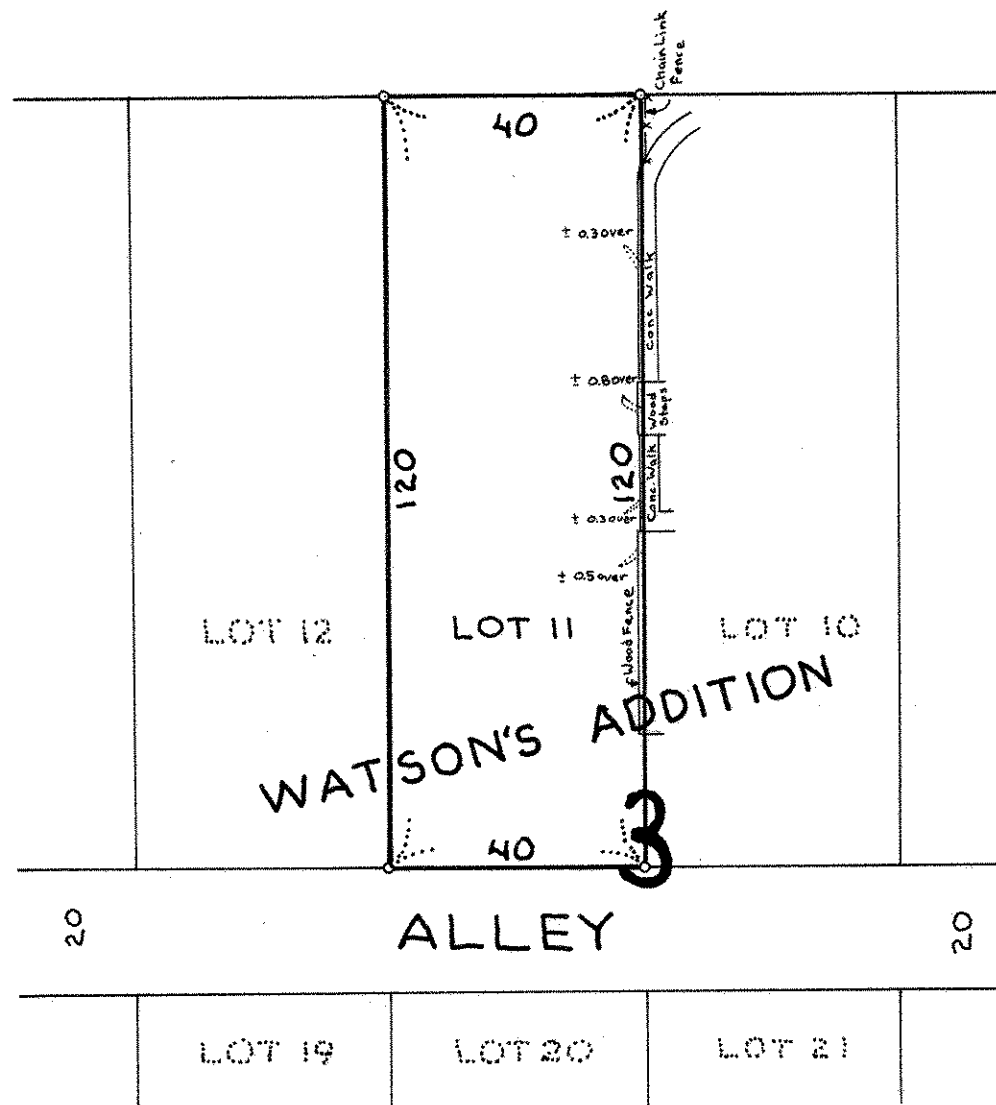 Chain Link
Fence
40
± 0.3 over
Conc Walk
± 0.8 over
Wood
Steps
120
120
Conc. Walk
± 0.3 over
± 0.5 over
Wood Fence
LOT 12
LOT 11
LOT 10
WATSON'S ADDITION
3
40
20
ALLEY
20
LOT 19
LOT 20
LOT 21